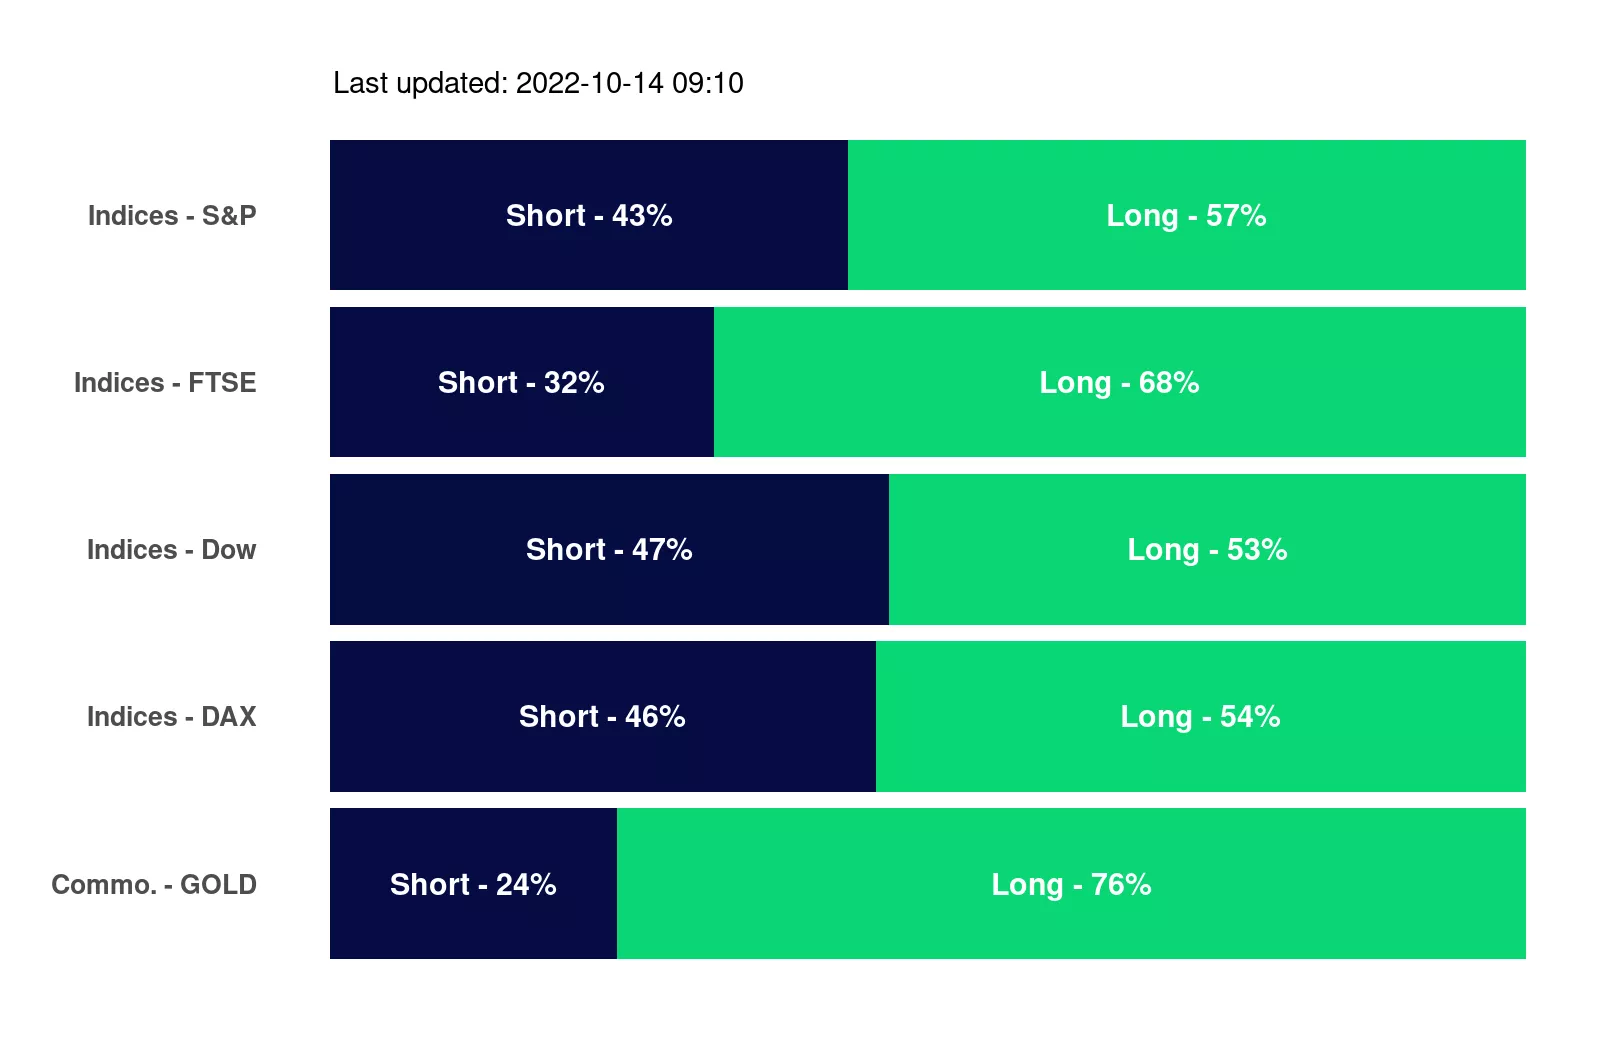 Last updated: 2022-10-14 09:10
Indices - S&P Short - 43% Long - 57%
Indices - FTSE Short - 32% Long - 68%
Indices - Dow Short - 47% Long - 53%
Indices - DAX Short - 46% Long - 54%
Commo. - GOLD Short - 24% Long - 76%